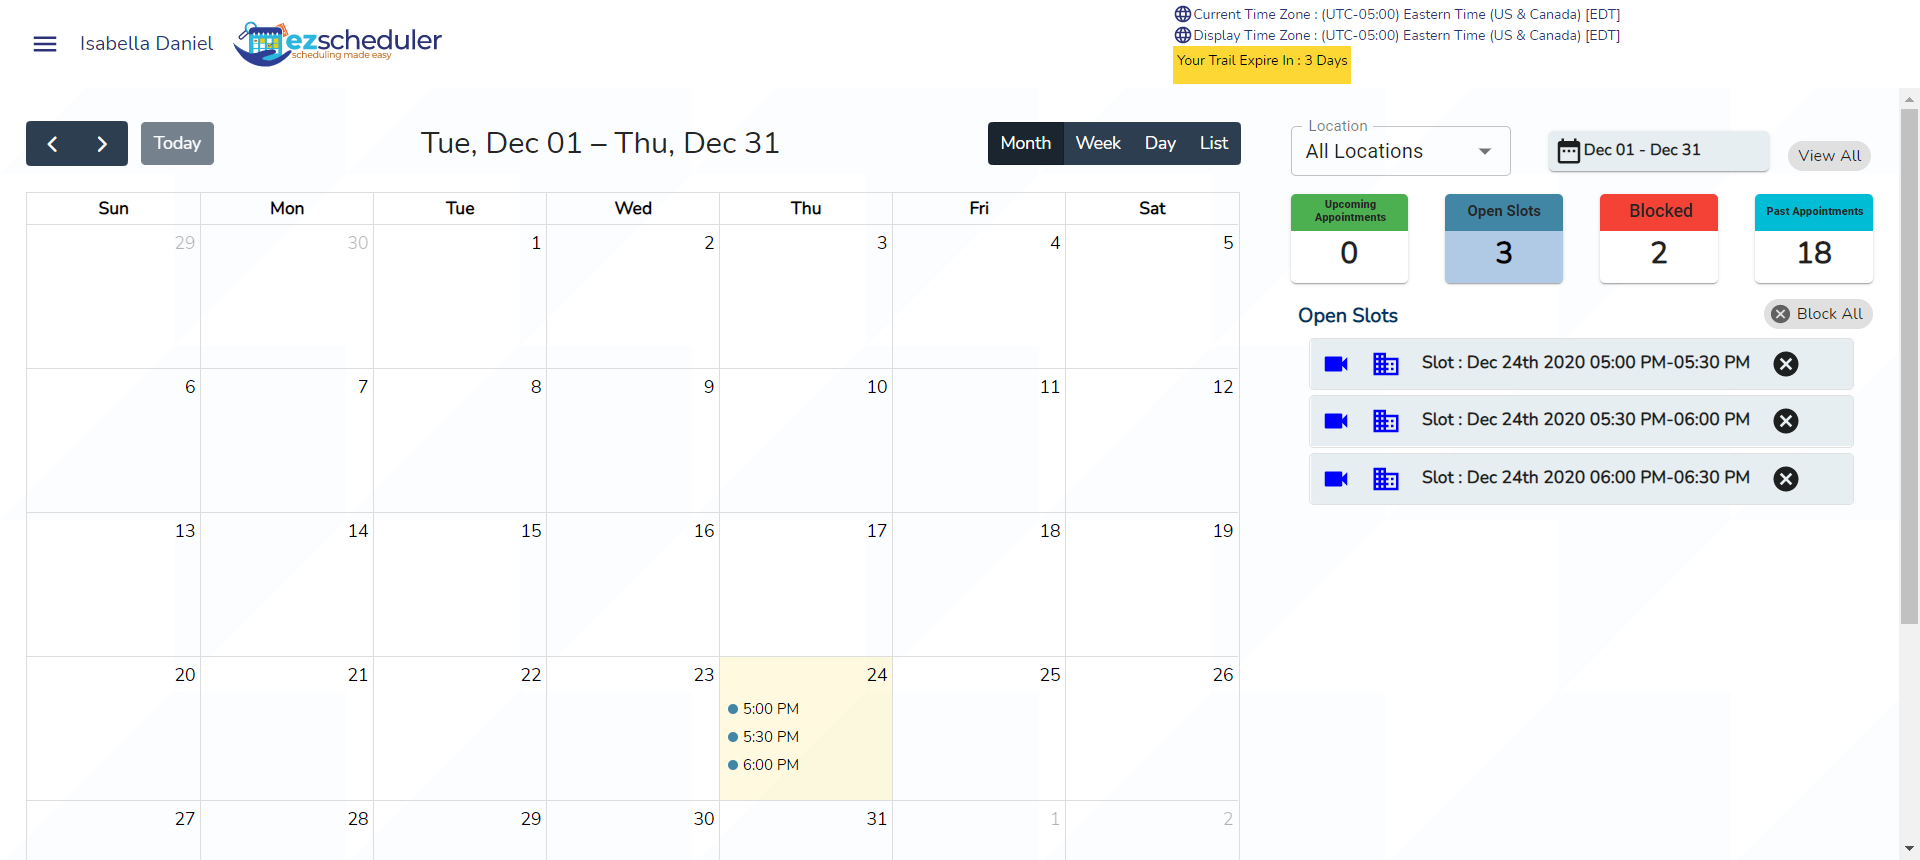 Isabella Daniel
ezscheduler
scheduling made easy
Current Time Zone : (UTC-05:00) Eastern Time (US & Canada) [EDT]
Display Time Zone : (UTC-05:00) Eastern Time (US & Canada) [EDT]
Your Trail Expire In : 3 Days
Today
Tue, Dec 01 – Thu, Dec 31
Month Week Day List
Sun Mon Tue Wed Thu Fri Sat
29 30 1 2 3 4 5
6 7 8 9 10 11 12
13 14 15 16 17 18 19
20 21 22 23 24 25 26
5:00 PM
5:30 PM
6:00 PM
27 28 29 30 31 1 2
Location
All Locations
Dec 01 - Dec 31
View All
Upcoming
Appointments
0
Open Slots
3
Blocked
2
Past Appointments
18
Open Slots
Block All
Slot : Dec 24th 2020 05:00 PM-05:30 PM
Slot : Dec 24th 2020 05:30 PM-06:00 PM
Slot : Dec 24th 2020 06:00 PM-06:30 PM